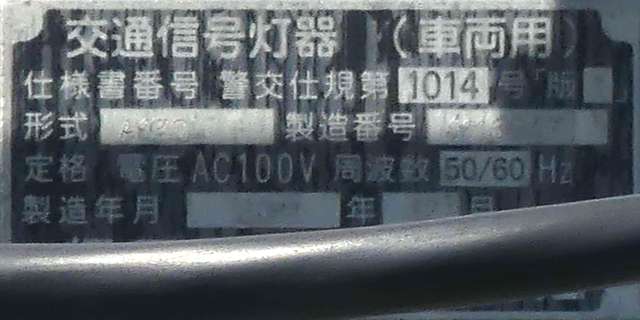 交通信号灯器 (車両用)
仕様書番号 警交仕規第 1014 号 版
形式 製造番号
定格 電圧 AC100V 周波数 50/60 Hz
製造年月 年 月